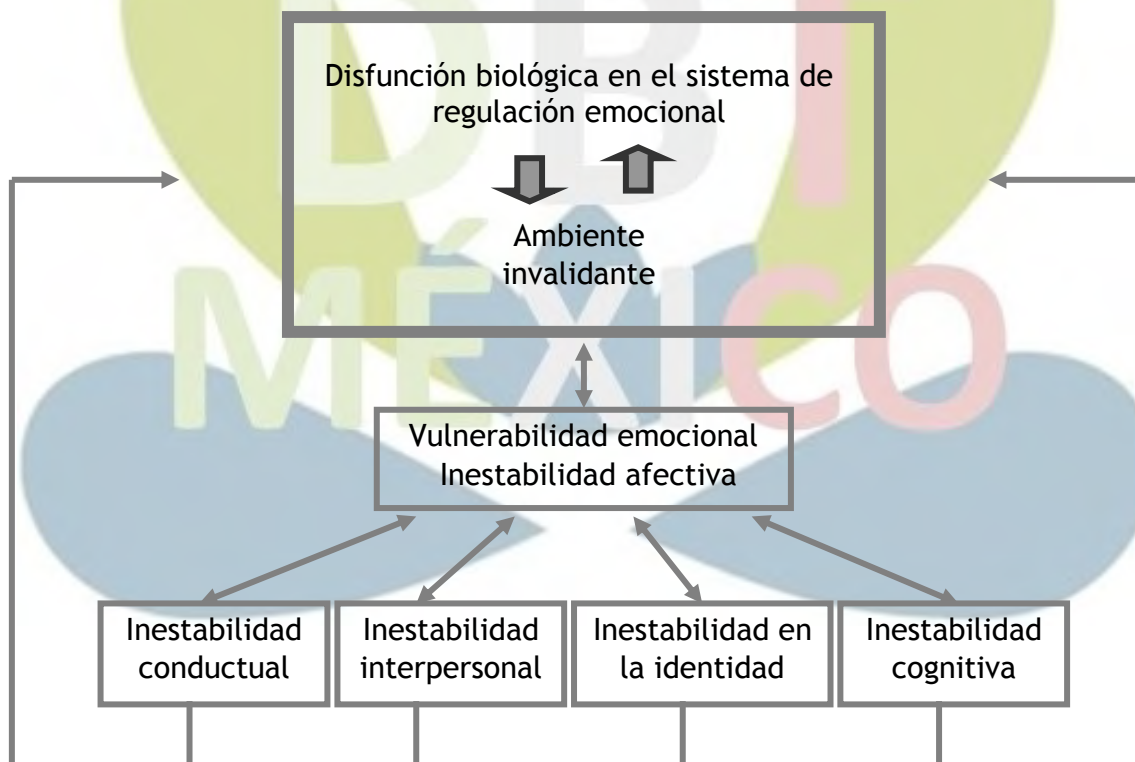 DBT
MÉXICO
Disfunción biológica en el sistema de
regulación emocional
Ambiente
invalidante
Vulnerabilidad emocional
Inestabilidad afectiva
Inestabilidad
conductual
Inestabilidad
interpersonal
Inestabilidad en
la identidad
Inestabilidad
cognitiva